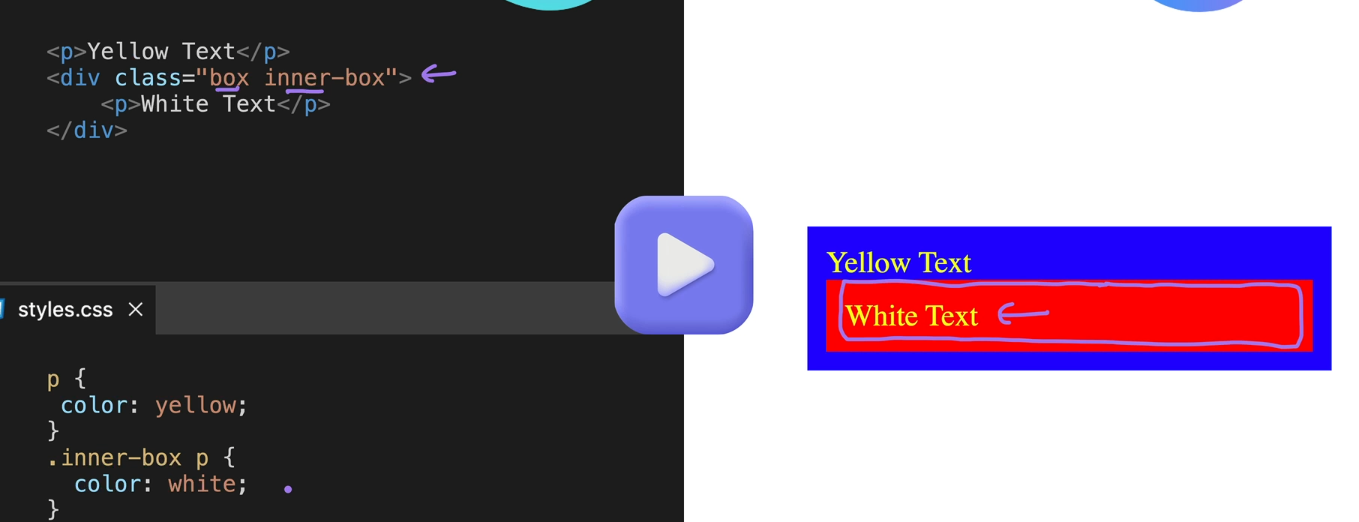 <p>Yellow Text</p>
<div class="box inner-box">
<p>White Text</p>
</div>
styles.css
p {
color: yellow;
}
.inner-box p {
color: white;
}
Yellow Text
White Text